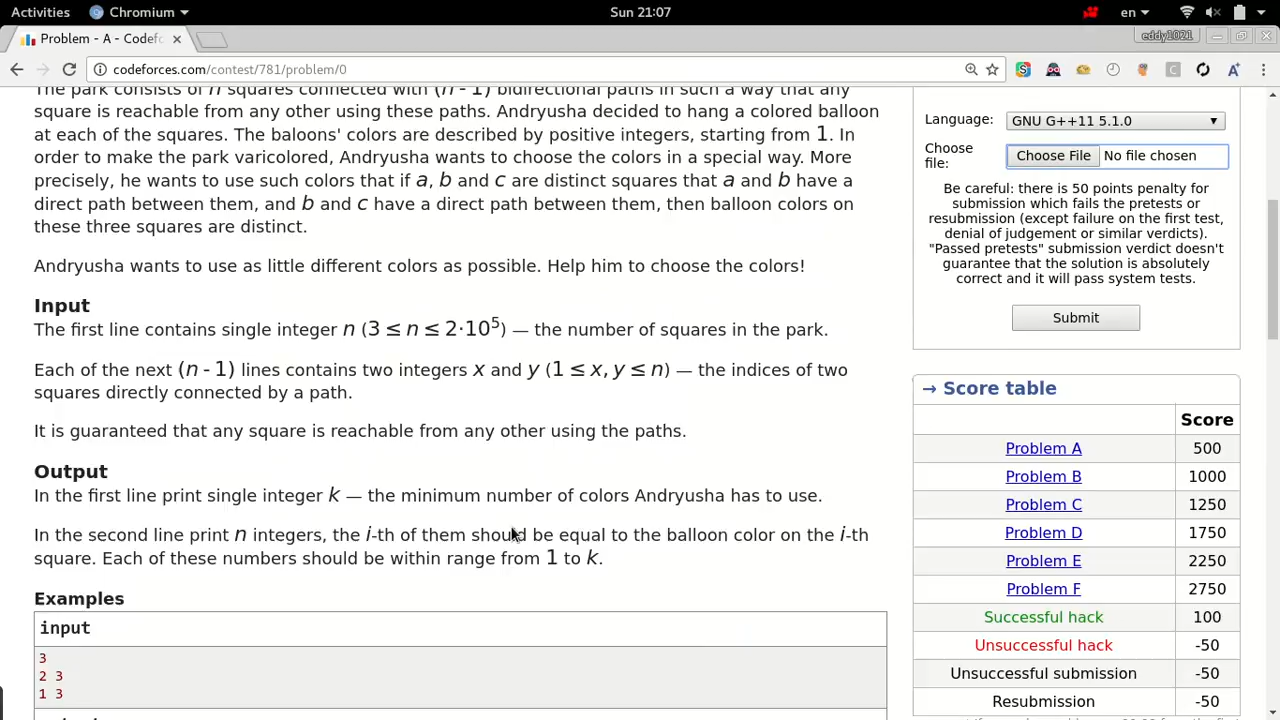 Activities Chromium Sun 21:07 en
Problem - A - Codefo eddy1021
codeforces.com/contest/781/problem/0
The park consists of n squares connected with (n - 1) bidirectional paths in such a way that any
square is reachable from any other using these paths. Andryusha decided to hang a colored balloon
at each of the squares. The baloons' colors are described by positive integers, starting from 1. In
order to make the park varicolored, Andryusha wants to choose the colors in a special way. More
precisely, he wants to use such colors that if a, b and c are distinct squares that a and b have a
direct path between them, and b and c have a direct path between them, then balloon colors on
these three squares are distinct.
Andryusha wants to use as little different colors as possible. Help him to choose the colors!
Input
The first line contains single integer n (3 ≤ n ≤ 2·10^5) — the number of squares in the park.
Each of the next (n - 1) lines contains two integers x and y (1 ≤ x, y ≤ n) — the indices of two
squares directly connected by a path.
It is guaranteed that any square is reachable from any other using the paths.
Output
In the first line print single integer k — the minimum number of colors Andryusha has to use.
In the second line print n integers, the i-th of them should be equal to the balloon color on the i-th
square. Each of these numbers should be within range from 1 to k.
Examples
input
3
2 3
1 3
Language: GNU G++11 5.1.0
Choose
file: Choose File No file chosen
Be careful: there is 50 points penalty for
submission which fails the pretests or
resubmission (except failure on the first test,
denial of judgement or similar verdicts).
"Passed pretests" submission verdict doesn't
guarantee that the solution is absolutely
correct and it will pass system tests.
Submit
→ Score table
Score
Problem A 500
Problem B 1000
Problem C 1250
Problem D 1750
Problem E 2250
Problem F 2750
Successful hack 100
Unsuccessful hack -50
Unsuccessful submission -50
Resubmission -50